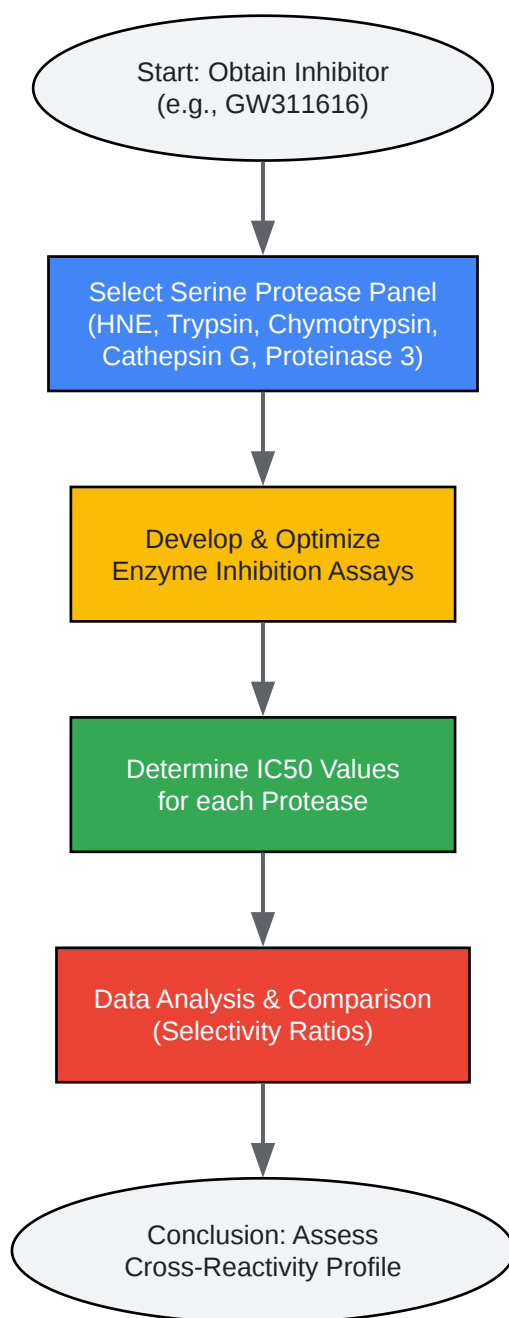 Start: Obtain Inhibitor
(e.g., GW311616)
Select Serine Protease Panel
(HNE, Trypsin, Chymotrypsin,
Cathepsin G, Proteinase 3)
Develop & Optimize
Enzyme Inhibition Assays
Determine IC50 Values
for each Protease
Data Analysis & Comparison
(Selectivity Ratios)
Conclusion: Assess
Cross-Reactivity Profile